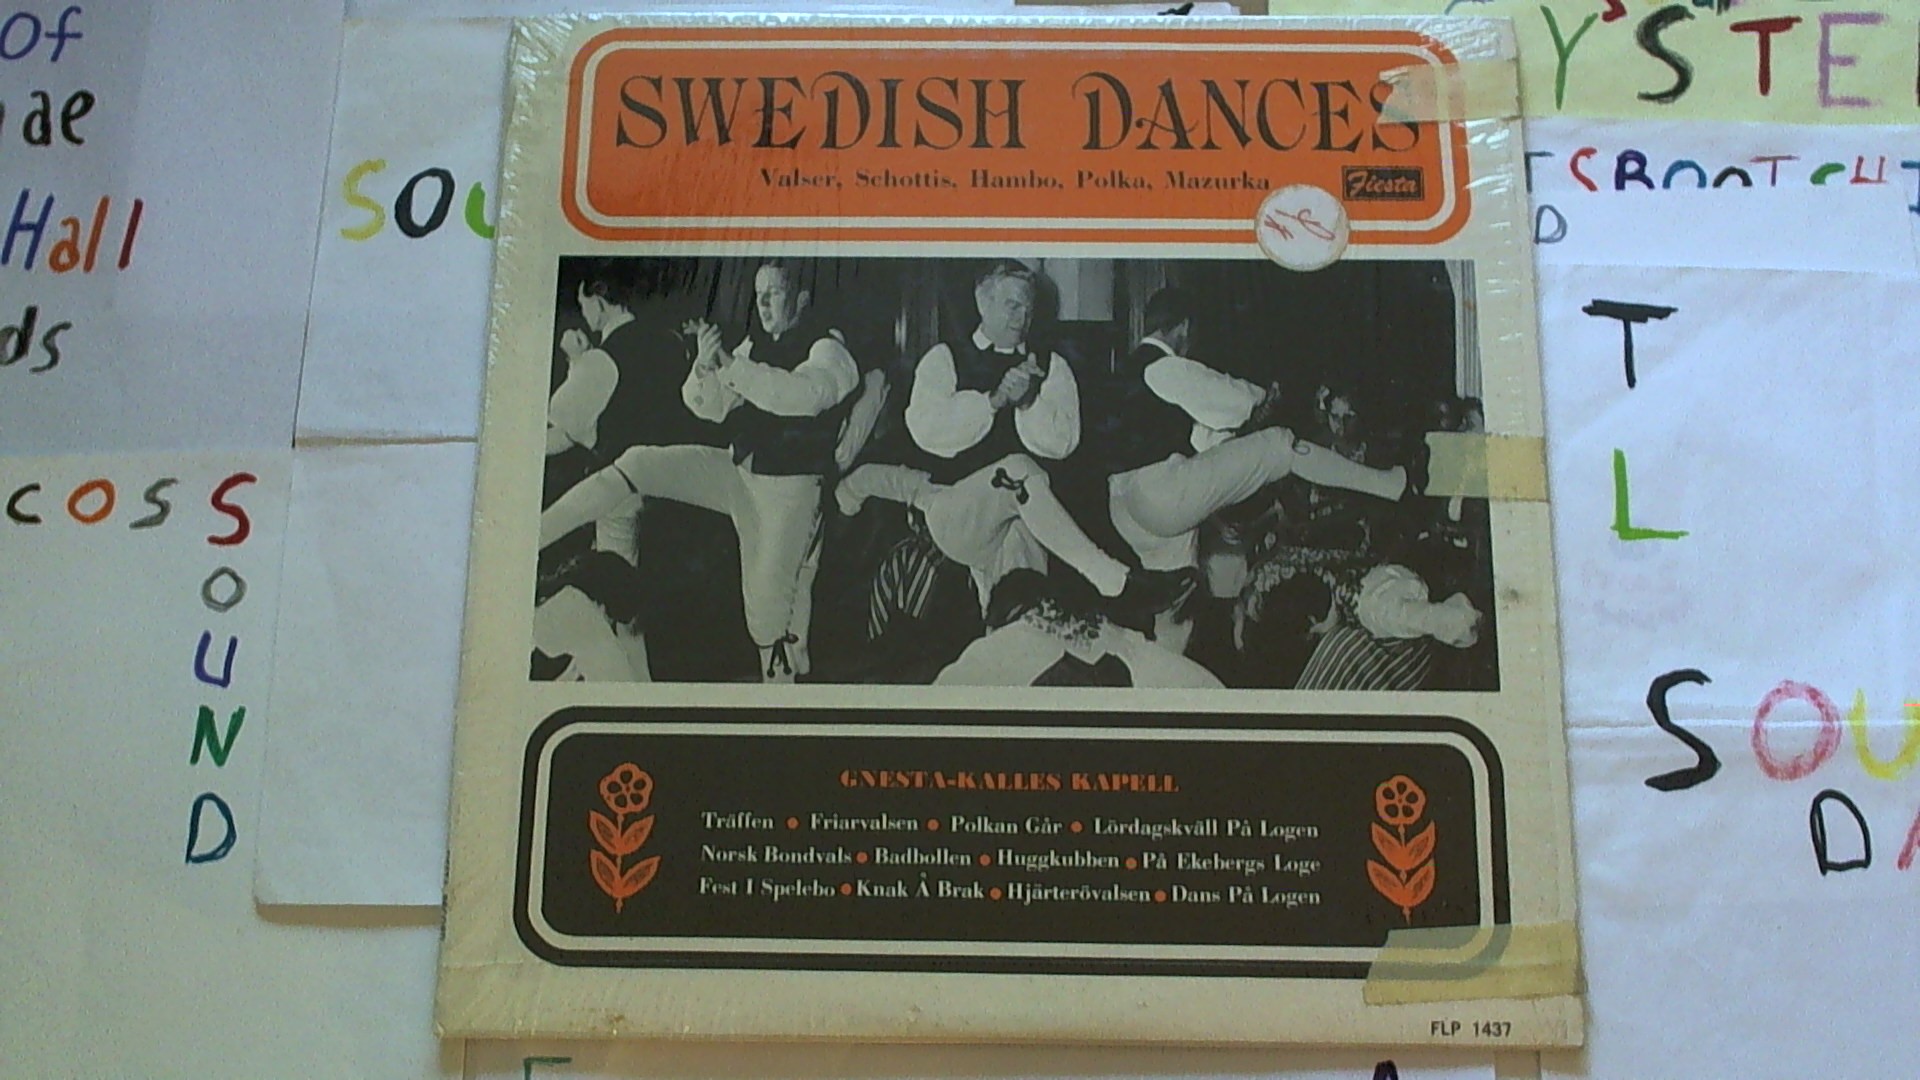 of
ae
Hall
ds
SOU
COS S
O
U
N
D
SWEDISH DANCES
Valser, Schottis, Hambo, Polka, Mazurka
Fiesta
GNESTA-KALLES KAPELL
Träffen • Friarvalsen • Polkan Går • Lördagskväll På Logen
Norsk Bondvals • Badbollen • Huggkubben • På Ekebergs Loge
Fest I Spelebo • Knak Å Brak • Hjärterövalsen • Dans På Logen
FLP 1437
YSTE
D
T
L
SOU
D